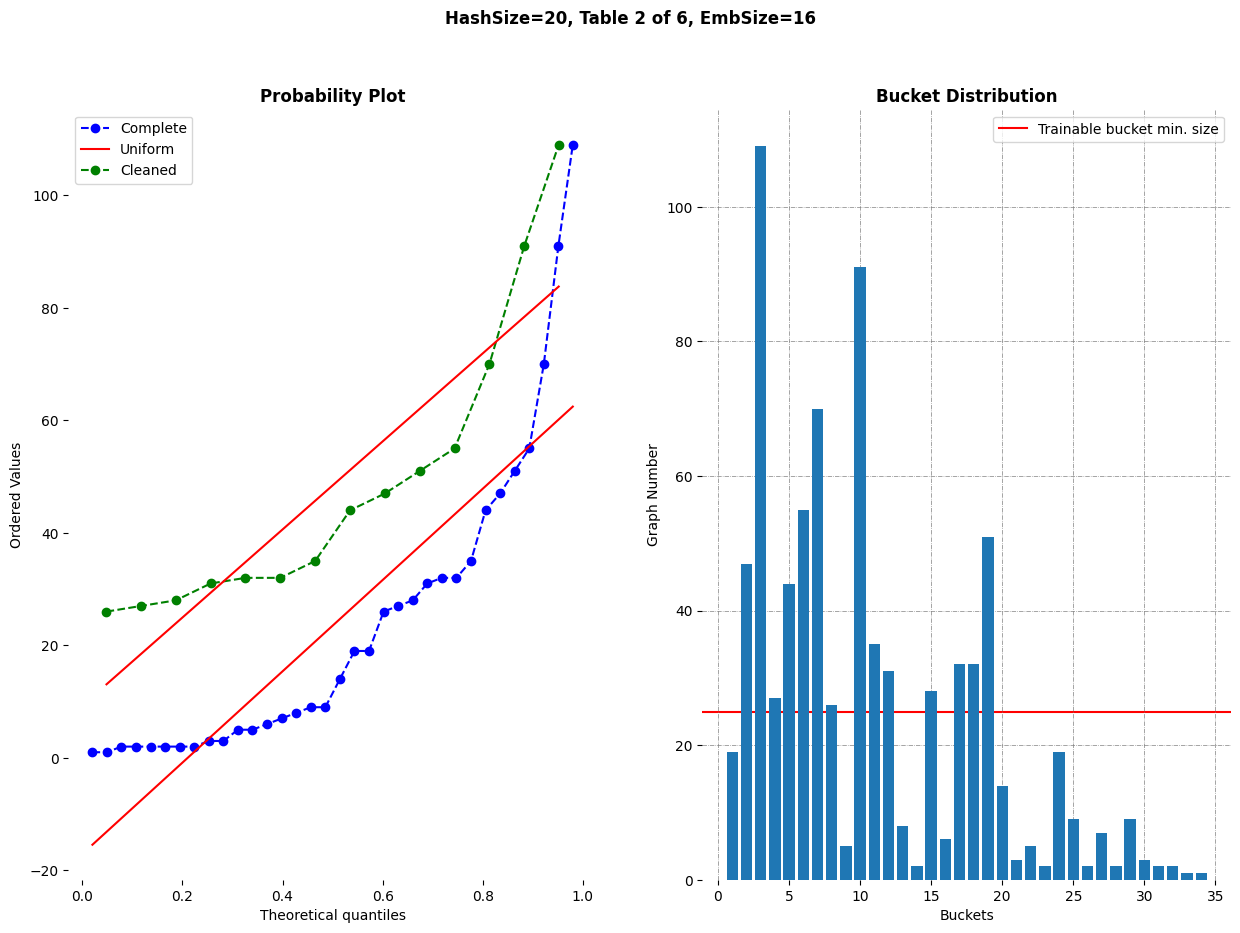 HashSize=20, Table 2 of 6, EmbSize=16
Probability Plot
Complete
Uniform
Cleaned
Ordered Values
100
80
60
40
20
0
−20
0.0 0.2 0.4 0.6 0.8 1.0
Theoretical quantiles
Bucket Distribution
Trainable bucket min. size
Graph Number
100
80
60
40
20
0
0 5 10 15 20 25 30 35
Buckets